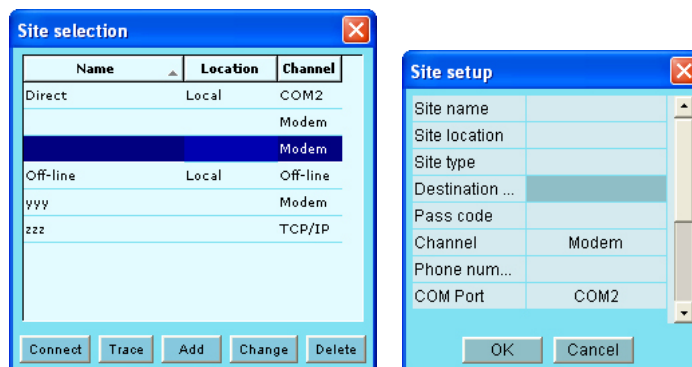 Site selection
Name Location Channel
Direct Local COM2
Modem
Modem
Off-line Local Off-line
yyy Modem
zzz TCP/IP
Connect Trace Add Change Delete
Site setup
Site name
Site location
Site type
Destination ...
Pass code
Channel Modem
Phone num...
COM Port COM2
OK Cancel